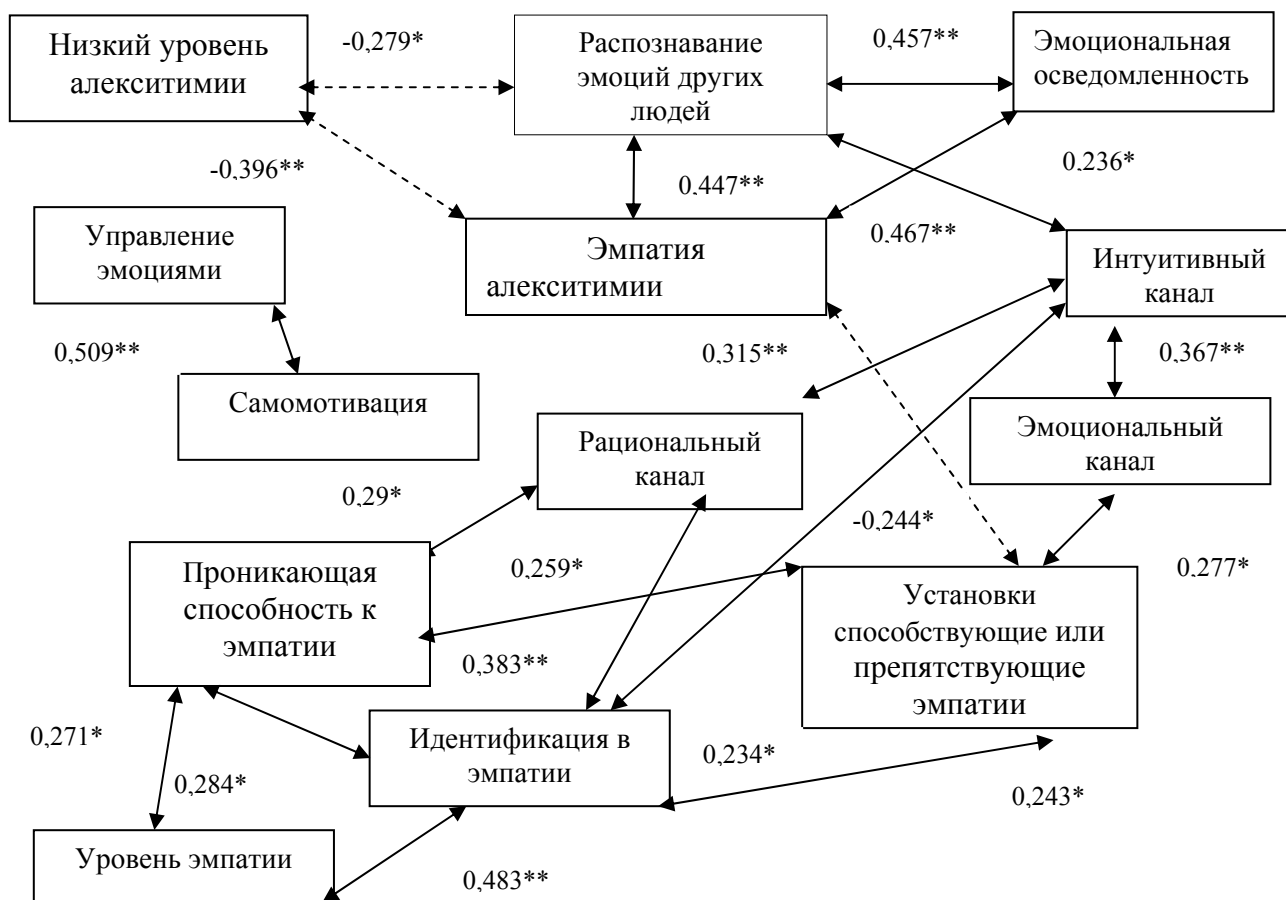 Низкий уровень
алекситимии
-0,279*
Распознавание
эмоций других
людей
0,457**
Эмоциональная
осведомленность
-0,396**
0,447**
0,236*
Управление
эмоциями
Эмпатия
алекситимии
0,467**
Интуитивный
канал
0,509**
0,315**
0,367**
Самомотивация
Рациональный
канал
Эмоциональный
канал
0,29*
-0,244*
Проникающая
способность к
эмпатии
0,259*
Установки
способствующие или
препятствующие
эмпатии
0,277*
0,383**
0,271*
Идентификация в
эмпатии
0,234*
0,284*
0,243*
Уровень эмпатии
0,483**